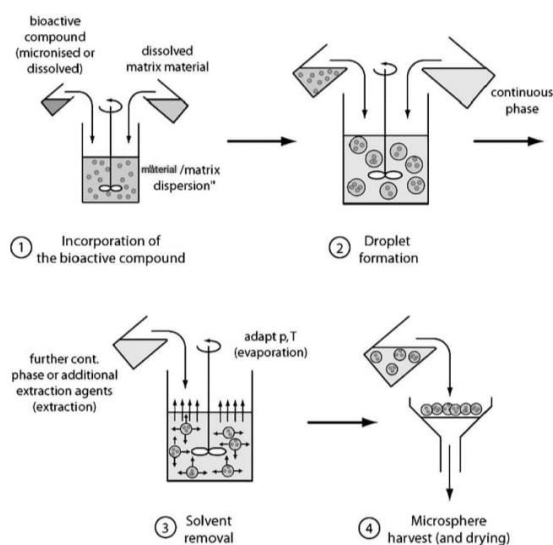 bioactive
compound
(micronised or
dissolved)
dissolved
matrix material
material /matrix
dispersion"
1 Incorporation of
the bioactive compound
continuous
phase
2 Droplet
formation
further cont.
phase or additional
extraction agents
(extraction)
adapt p,T
(evaporation)
3 Solvent
removal
4 Microsphere
harvest (and drying)